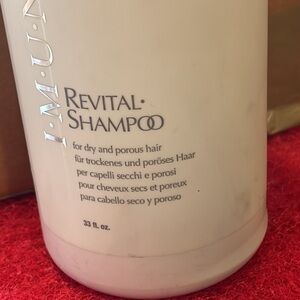 I·M·U·N
REVITAL·
SHAMPOO
for dry and porous hair
für trockenes und poröses Haar
per capelli secchi e porosi
pour cheveux secs et poreux
para cabello seco y poroso
33 fl. oz.